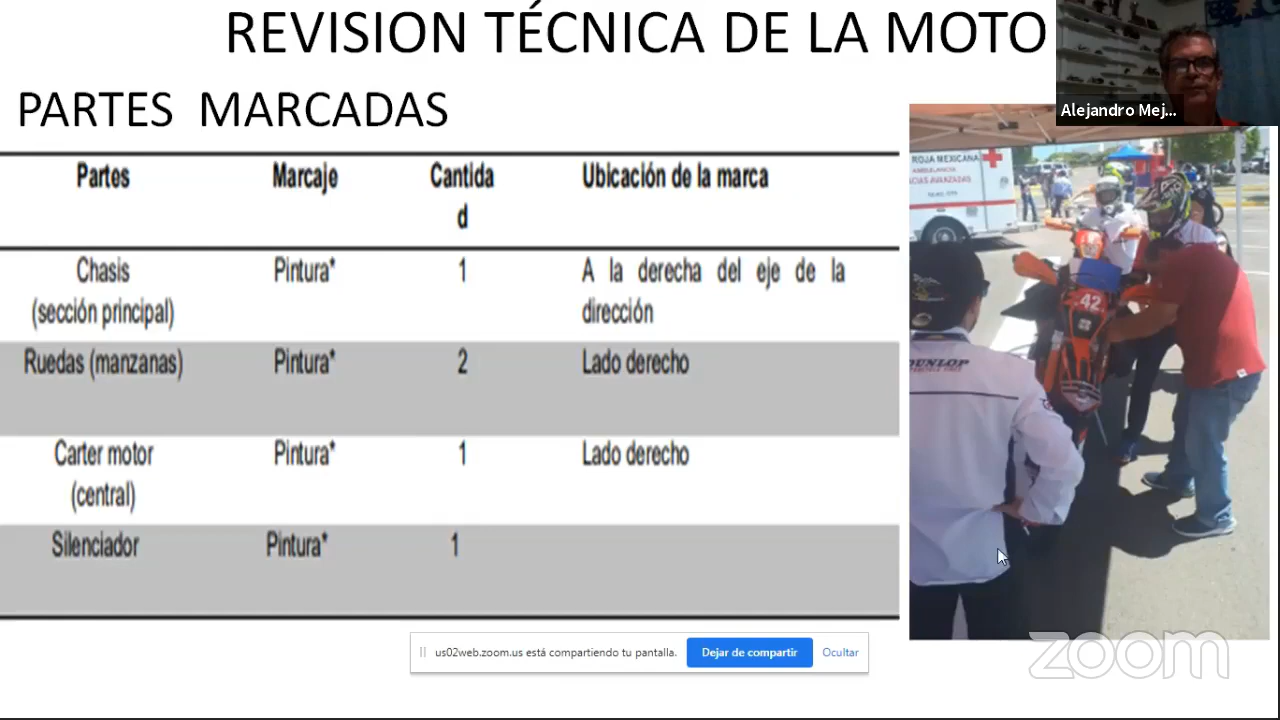 REVISION TÉCNICA DE LA MOTO
Alejandro Mej...
PARTES MARCADAS
Partes Marcaje Cantida Ubicación de la marca
d
Chasis Pintura* 1 A la derecha del eje de la
(sección principal) dirección
Ruedas (manzanas) Pintura* 2 Lado derecho
Carter motor Pintura* 1 Lado derecho
(central)
Silenciador Pintura* 1
ROJA MEXICANA
AMBULANCIA
AVANZADAS
42
DUNLOP
us02web.zoom.us está compartiendo tu pantalla. Dejar de compartir Ocultar
zoom